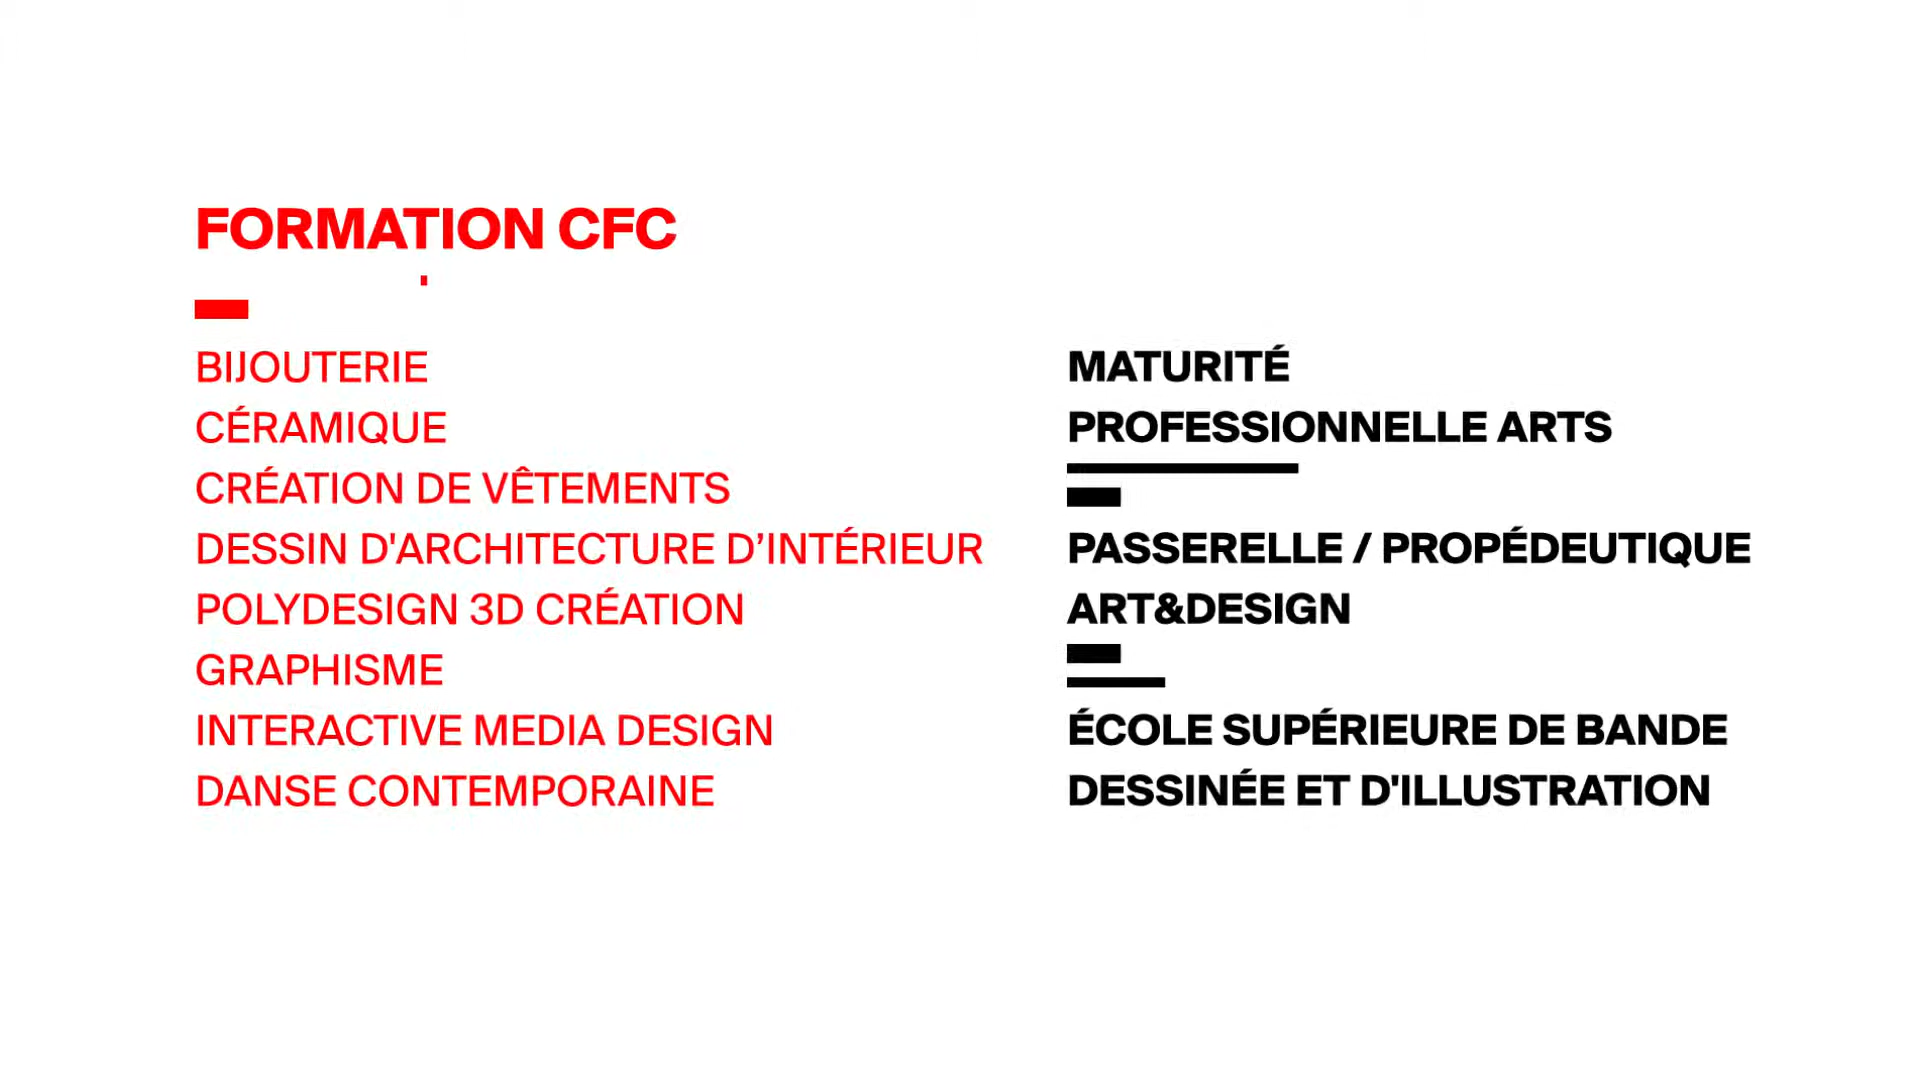 FORMATION CFC
BIJOUTERIE
CÉRAMIQUE
CRÉATION DE VÊTEMENTS
DESSIN D'ARCHITECTURE D’INTÉRIEUR
POLYDESIGN 3D CRÉATION
GRAPHISME
INTERACTIVE MEDIA DESIGN
DANSE CONTEMPORAINE
MATURITÉ
PROFESSIONNELLE ARTS
PASSERELLE / PROPÉDEUTIQUE
ART&DESIGN
ÉCOLE SUPÉRIEURE DE BANDE
DESSINÉE ET D'ILLUSTRATION